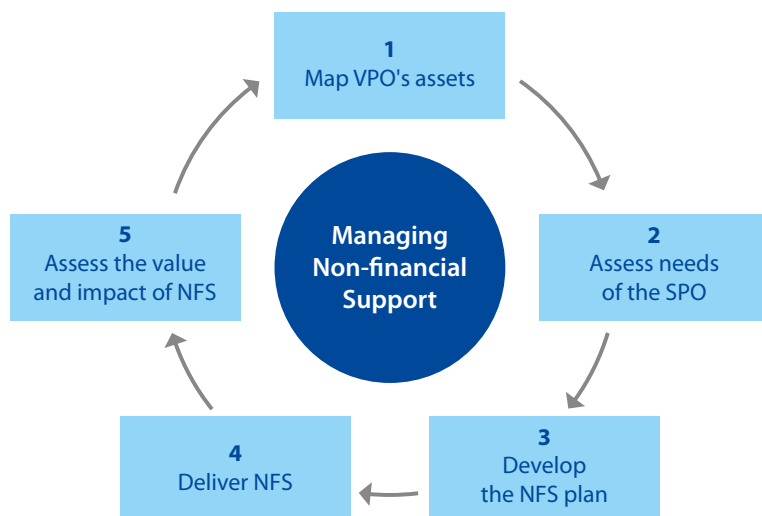 1
Map VPO's assets
2
Assess needs
of the SPO
3
Develop
the NFS plan
4
Deliver NFS
5
Assess the value
and impact of NFS
Managing
Non-financial
Support